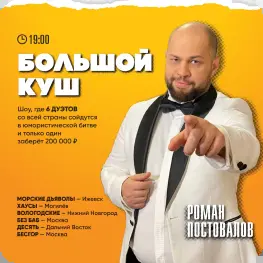 19:00
БОЛЬШОЙ
КУШ
Шоу, где 6 ДУЭТОВ
со всей страны сойдутся
в юмористической битве
и только один
заберёт 200 000 ₽
МОРСКИЕ ДЬЯВОЛЫ — Ижевск
ХАУСЫ — Могилёв
ВОЛОГОДСКИЕ — Нижний Новгород
БЕЗ БАБ — Москва
ДЕСЯТЬ — Дальний Восток
БЕСГОР — Москва
РОМАН
ПОСТОВАЛОВ